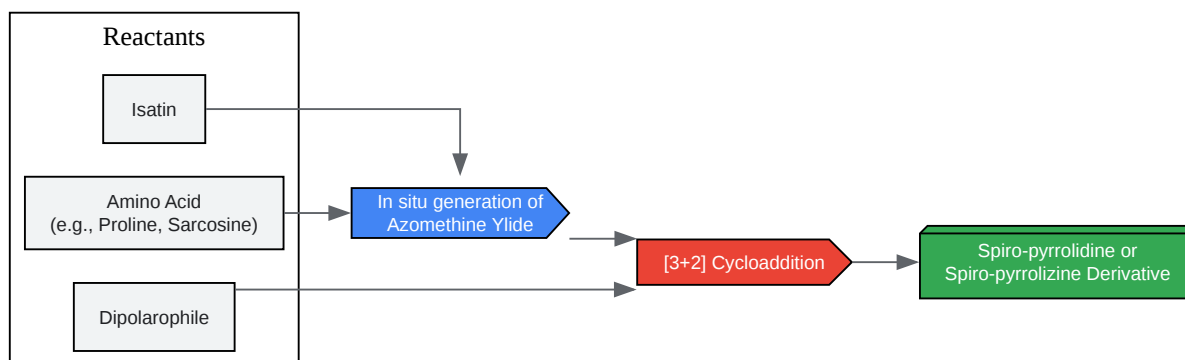 Reactants
Isatin
Amino Acid
(e.g., Proline, Sarcosine)
In situ generation of
Azomethine Ylide
Dipolarophile
[3+2] Cycloaddition
Spiro-pyrrolidine or
Spiro-pyrrolizine Derivative